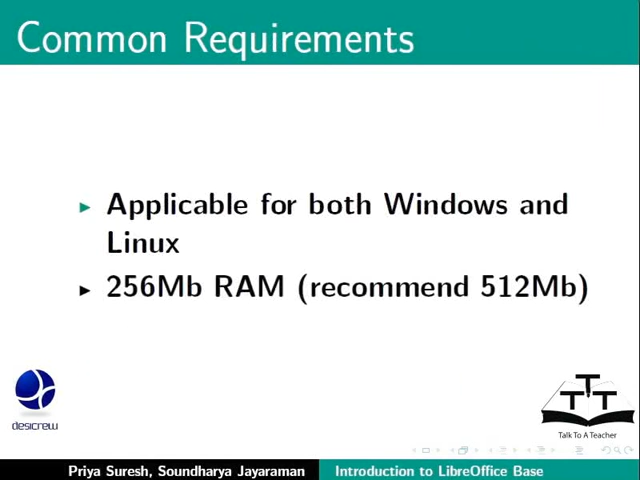 Common Requirements
Applicable for both Windows and
Linux
256Mb RAM (recommend 512Mb)
desicrew
T
T T
Talk To A Teacher
Priya Suresh, Soundharya Jayaraman
Introduction to LibreOffice Base